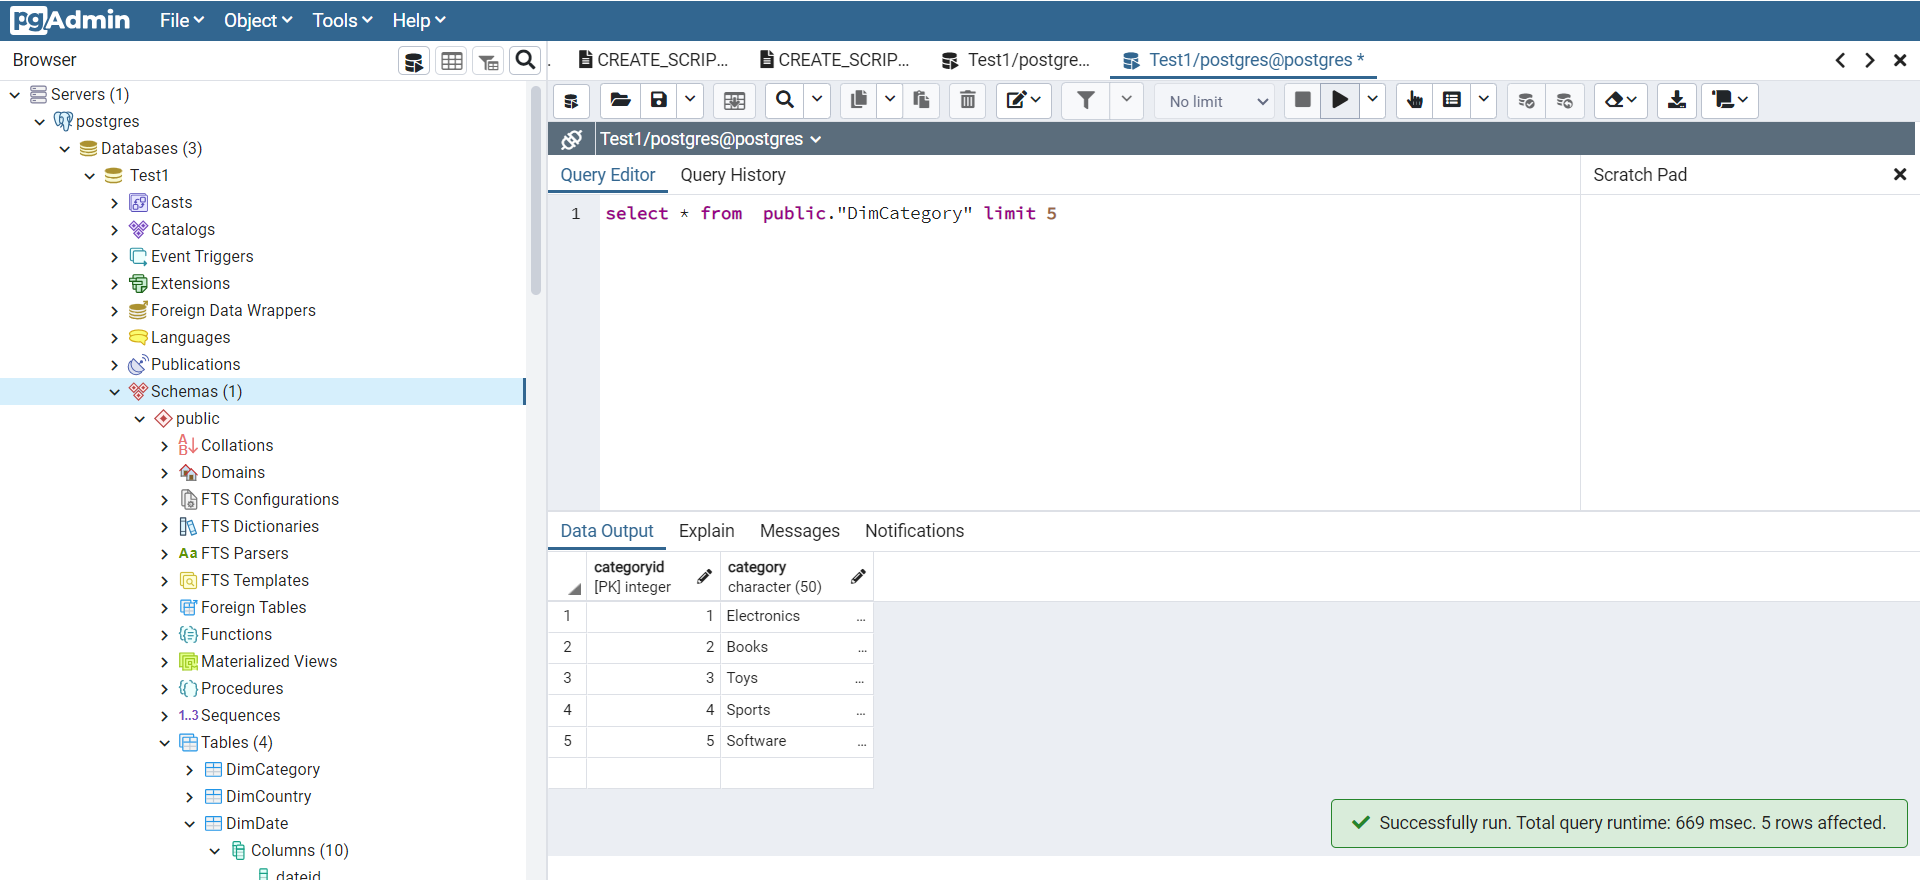 pgAdmin File Object Tools Help
Browser
. CREATE_SCRIP... CREATE_SCRIP... Test1/postgre... Test1/postgres@postgres *
No limit
Test1/postgres@postgres
Query Editor Query History
Scratch Pad
1 select * from  public."DimCategory" limit 5
Servers (1)
postgres
Databases (3)
Test1
Casts
Catalogs
Event Triggers
Extensions
Foreign Data Wrappers
Languages
Publications
Schemas (1)
public
Collations
Domains
FTS Configurations
FTS Dictionaries
Aa FTS Parsers
FTS Templates
Foreign Tables
Functions
Materialized Views
Procedures
1..3 Sequences
Tables (4)
DimCategory
DimCountry
DimDate
Columns (10)
dateid
Data Output Explain Messages Notifications
categoryid category
[PK] integer character (50)
1 1 Electronics ...
2 2 Books ...
3 3 Toys ...
4 4 Sports ...
5 5 Software ...
Successfully run. Total query runtime: 669 msec. 5 rows affected.